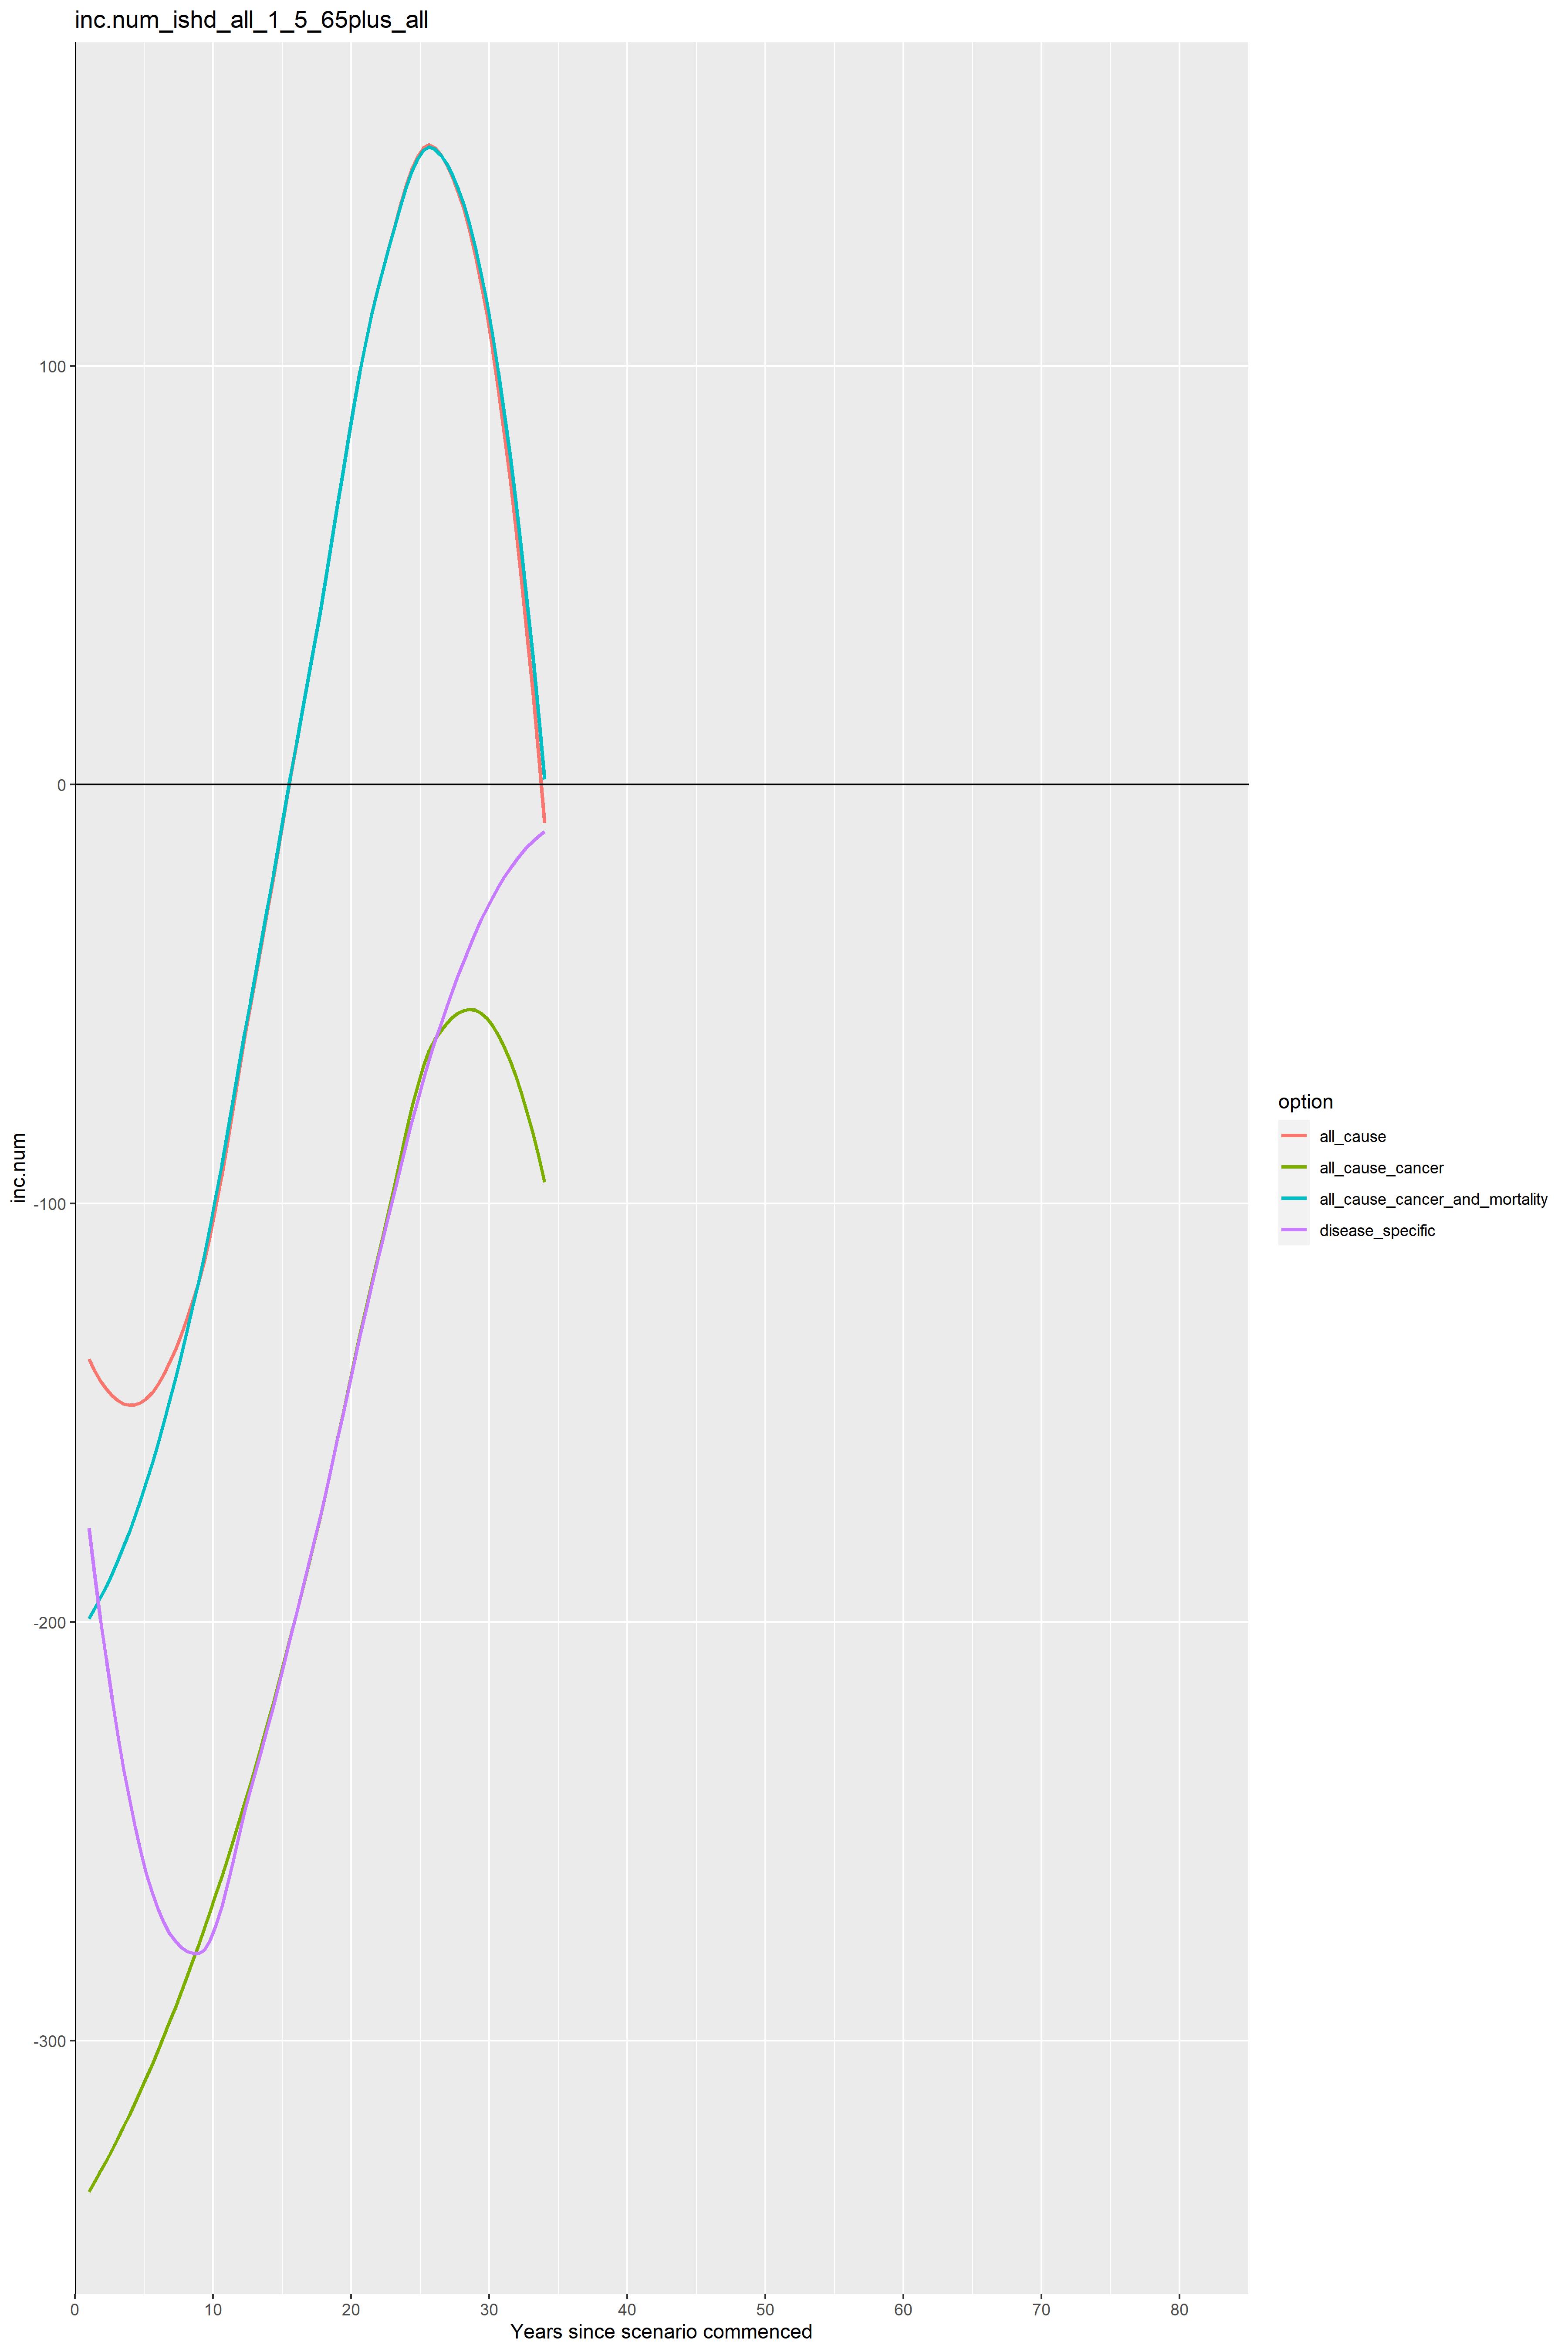 inc.num_ishd_all_1_5_65plus_all
100
0
-100
-200
-300
inc.num
0 10 20 30 40 50 60 70 80
Years since scenario commenced
option
all_cause
all_cause_cancer
all_cause_cancer_and_mortality
disease_specific